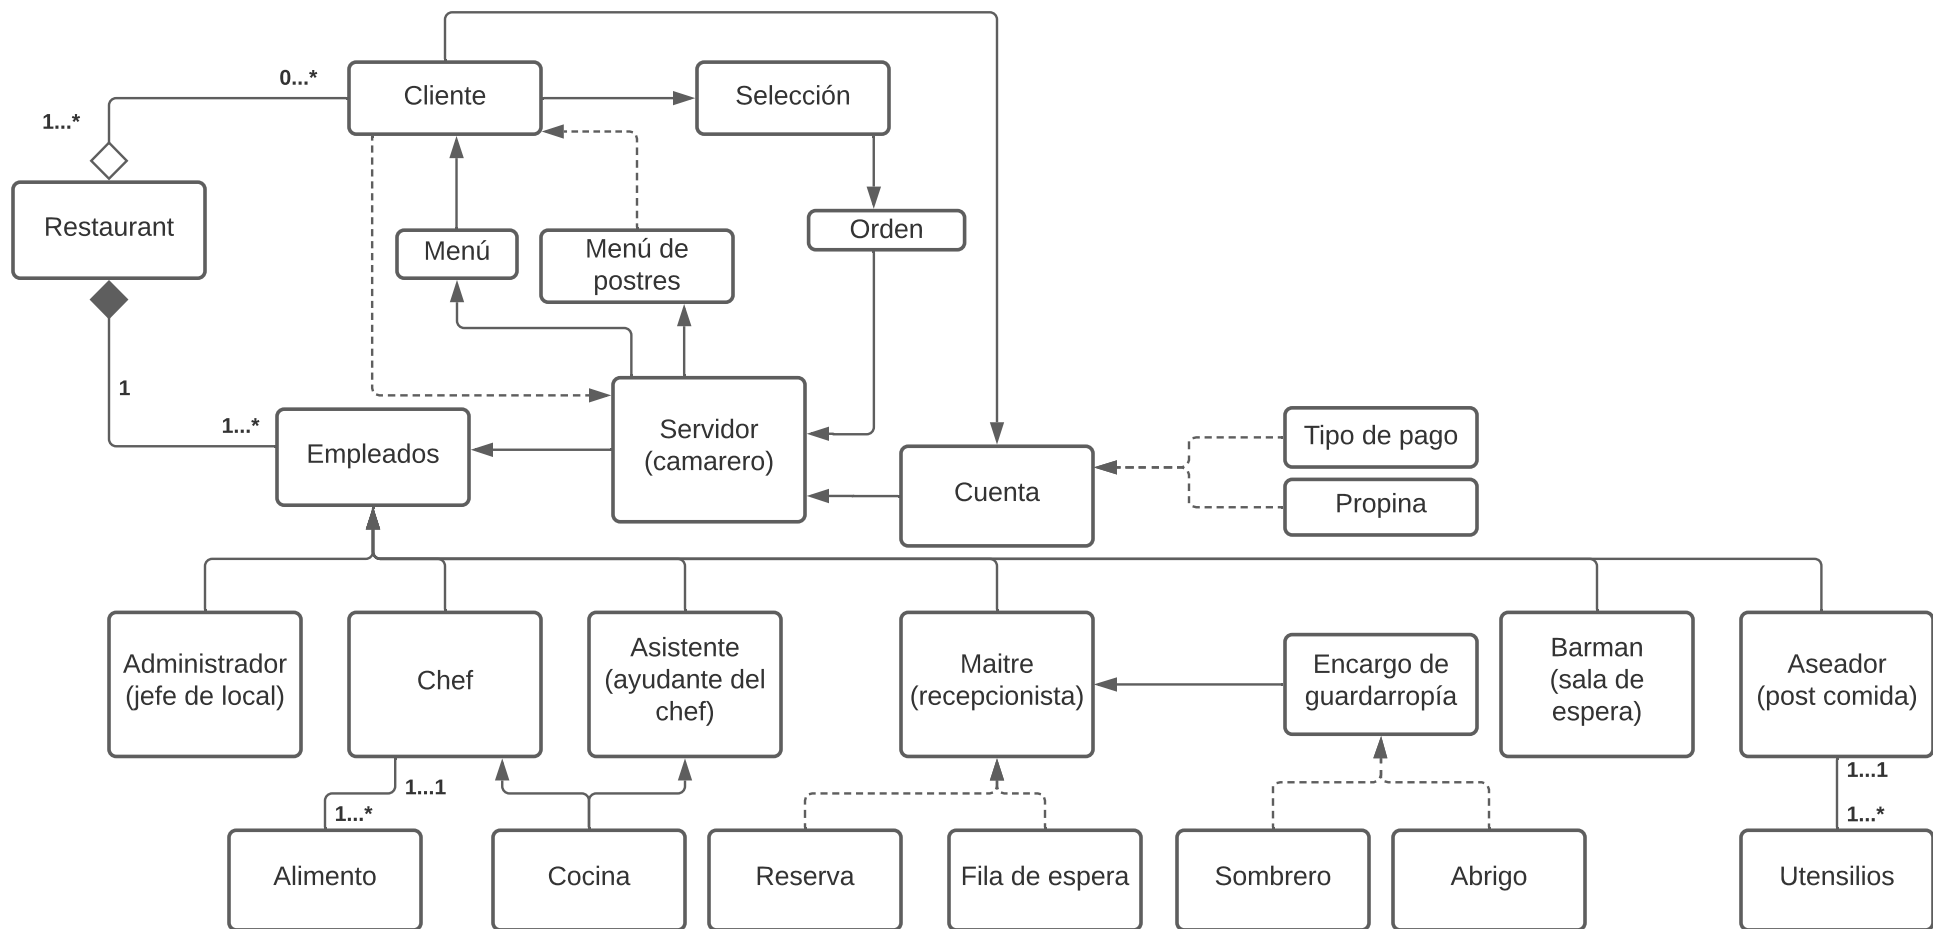 0...*
Cliente
Selección
1...*
Restaurant
Menú
Menú de
postres
Orden
1
1...*
Empleados
Servidor
(camarero)
Cuenta
Tipo de pago
Propina
Administrador
(jefe de local)
Chef
Asistente
(ayudante del
chef)
Maitre
(recepcionista)
Encargo de
guardarropía
Barman
(sala de
espera)
Aseador
(post comida)
1...1
1...*
1...1
1...*
Alimento
Cocina
Reserva
Fila de espera
Sombrero
Abrigo
Utensilios